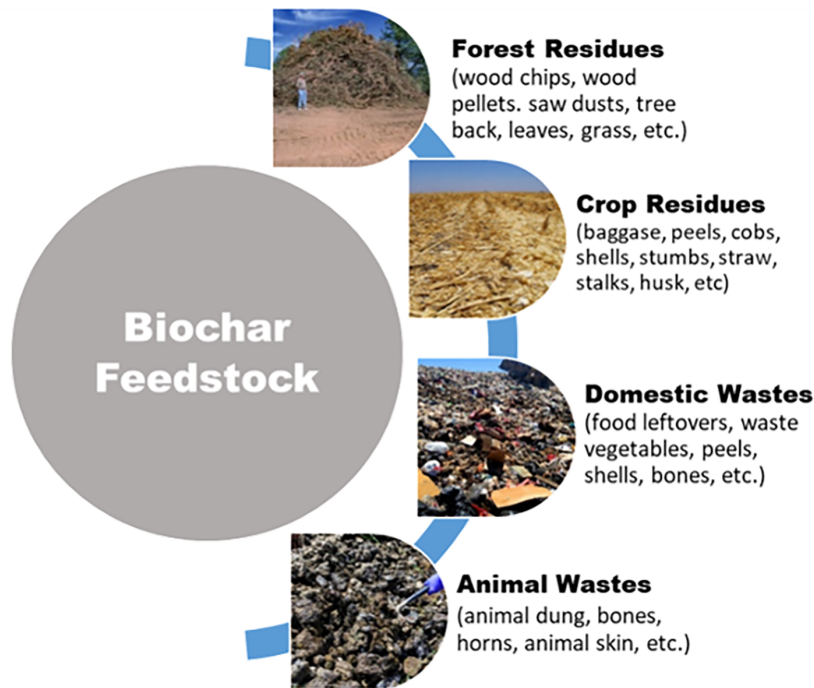 Forest Residues
(wood chips, wood
pellets. saw dusts, tree
back, leaves, grass, etc.)
Crop Residues
(baggase, peels, cobs,
shells, stumbs, straw,
stalks, husk, etc)
Biochar
Feedstock
Domestic Wastes
(food leftovers, waste
vegetables, peels,
shells, bones, etc.)
Animal Wastes
(animal dung, bones,
horns, animal skin, etc.)